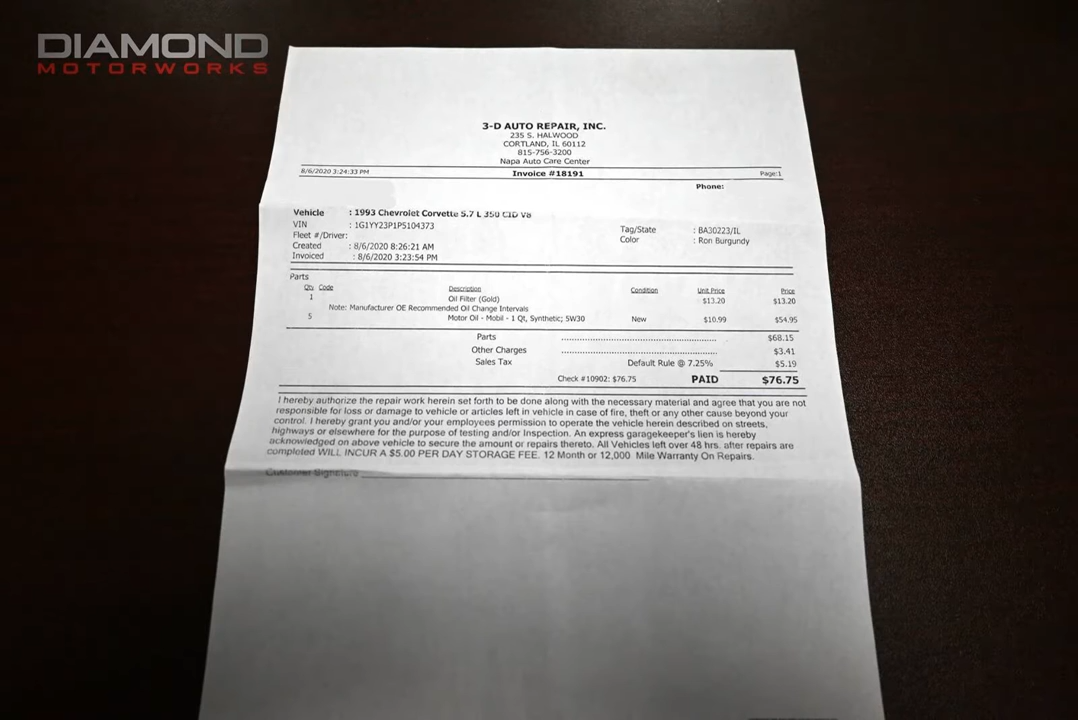 DIAMOND
MOTORWORKS
3-D AUTO REPAIR, INC.
235 S. HALWOOD
CORTLAND, IL 60112
815-756-3200
Napa Auto Care Center
8/6/2020 3:24:33 PM Invoice #18191 Page:1
Phone:
Vehicle : 1993 Chevrolet Corvette 5.7 L 350 CID V8
VIN : 1G1YY23P1P5104373 Tag/State : BA30223/IL
Fleet #/Driver: Color : Ron Burgundy
Created : 8/6/2020 8:26:21 AM
Invoiced : 8/6/2020 3:23:54 PM
Parts
Qty Code Description Condition Unit Price Price
1 Oil Filter (Gold) $13.20 $13.20
Note: Manufacturer OE Recommended Oil Change Intervals
5 Motor Oil - Mobil - 1 Qt, Synthetic; 5W30 New $10.99 $54.95
Parts $68.15
Other Charges $3.41
Sales Tax Default Rule @ 7.25% $5.19
Check #10902: $76.75 PAID $76.75
I hereby authorize the repair work herein set forth to be done along with the necessary material and agree that you are not
responsible for loss or damage to vehicle or articles left in vehicle in case of fire, theft or any other cause beyond your
control. I hereby grant you and/or your employees permission to operate the vehicle herein described on streets,
highways or elsewhere for the purpose of testing and/or Inspection. An express garagekeeper's lien is hereby
acknowledged on above vehicle to secure the amount or repairs thereto. All Vehicles left over 48 hrs. after repairs are
completed WILL INCUR A $5.00 PER DAY STORAGE FEE. 12 Month or 12,000 Mile Warranty On Repairs.
Customer Signature